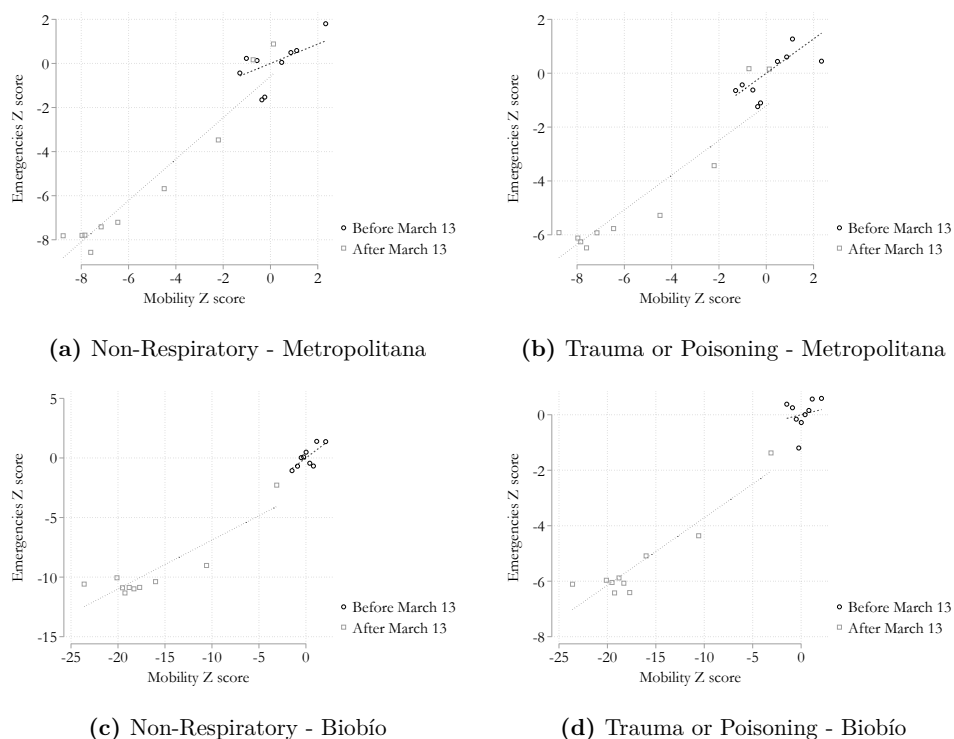 2
0
-2
-4
-6
-8
Emergencies Z score
-8 -6 -4 -2 0 2
Mobility Z score
Before March 13
After March 13
(a) Non-Respiratory - Metropolitana
2
0
-2
-4
-6
Emergencies Z score
-8 -6 -4 -2 0 2
Mobility Z score
Before March 13
After March 13
(b) Trauma or Poisoning - Metropolitana
5
0
-5
-10
-15
Emergencies Z score
-25 -20 -15 -10 -5 0
Mobility Z score
Before March 13
After March 13
(c) Non-Respiratory - Biobío
0
-2
-4
-6
-8
Emergencies Z score
-25 -20 -15 -10 -5 0
Mobility Z score
Before March 13
After March 13
(d) Trauma or Poisoning - Biobío